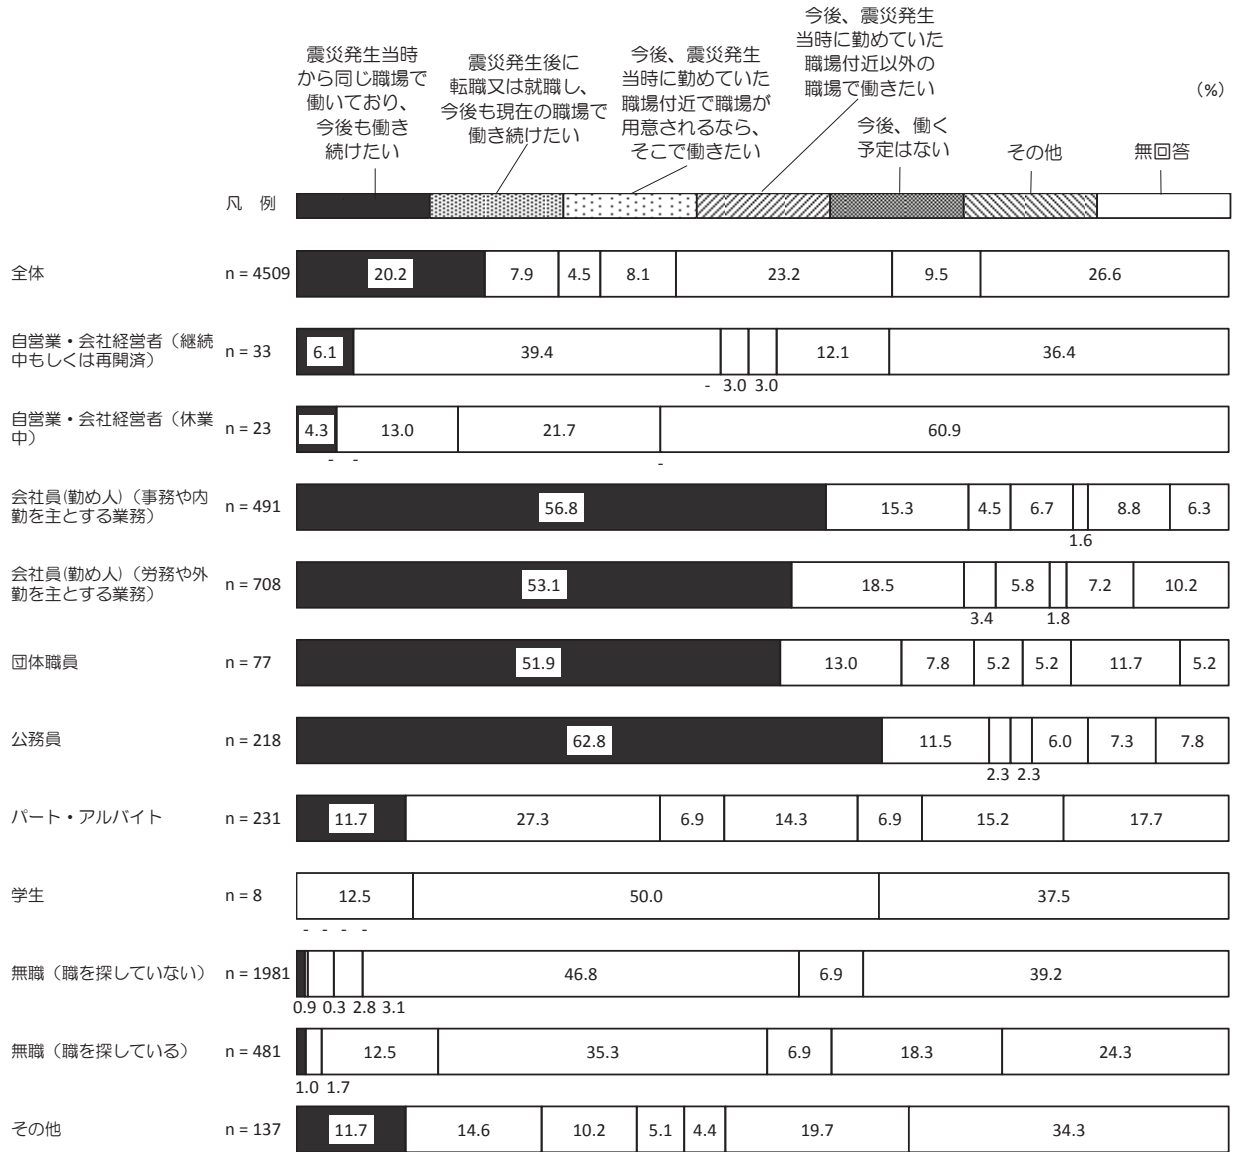 震災発生当時
から同じ職場で
働いており、
今後も働き
続けたい
震災発生後に
転職又は就職し、
今後も現在の職場で
働き続けたい
今後、震災発生
当時に勤めていた
職場付近で職場が
用意されるなら、
そこで働きたい
今後、震災発生
当時に勤めていた
職場付近以外の
職場で働きたい
今後、働く
予定はない
その他
無回答
(%)
凡 例
全体 n = 4509 20.2 7.9 4.5 8.1 23.2 9.5 26.6
自営業・会社経営者（継続
中もしくは再開済） n = 33 6.1 39.4 12.1 36.4
- 3.0 3.0
自営業・会社経営者（休業
中） n = 23 4.3 13.0 21.7 60.9
- - -
会社員(勤め人)（事務や内
勤を主とする業務） n = 491 56.8 15.3 4.5 6.7 8.8 6.3
1.6
会社員(勤め人)（労務や外
勤を主とする業務） n = 708 53.1 18.5 5.8 7.2 10.2
3.4 1.8
団体職員 n = 77 51.9 13.0 7.8 5.2 5.2 11.7 5.2
公務員 n = 218 62.8 11.5 6.0 7.3 7.8
2.3 2.3
パート・アルバイト n = 231 11.7 27.3 6.9 14.3 6.9 15.2 17.7
学生 n = 8 12.5 50.0 37.5
- - - -
無職（職を探していない） n = 1981 46.8 6.9 39.2
0.9 0.3 2.8 3.1
無職（職を探している） n = 481 12.5 35.3 6.9 18.3 24.3
1.0 1.7
その他 n = 137 11.7 14.6 10.2 5.1 4.4 19.7 34.3